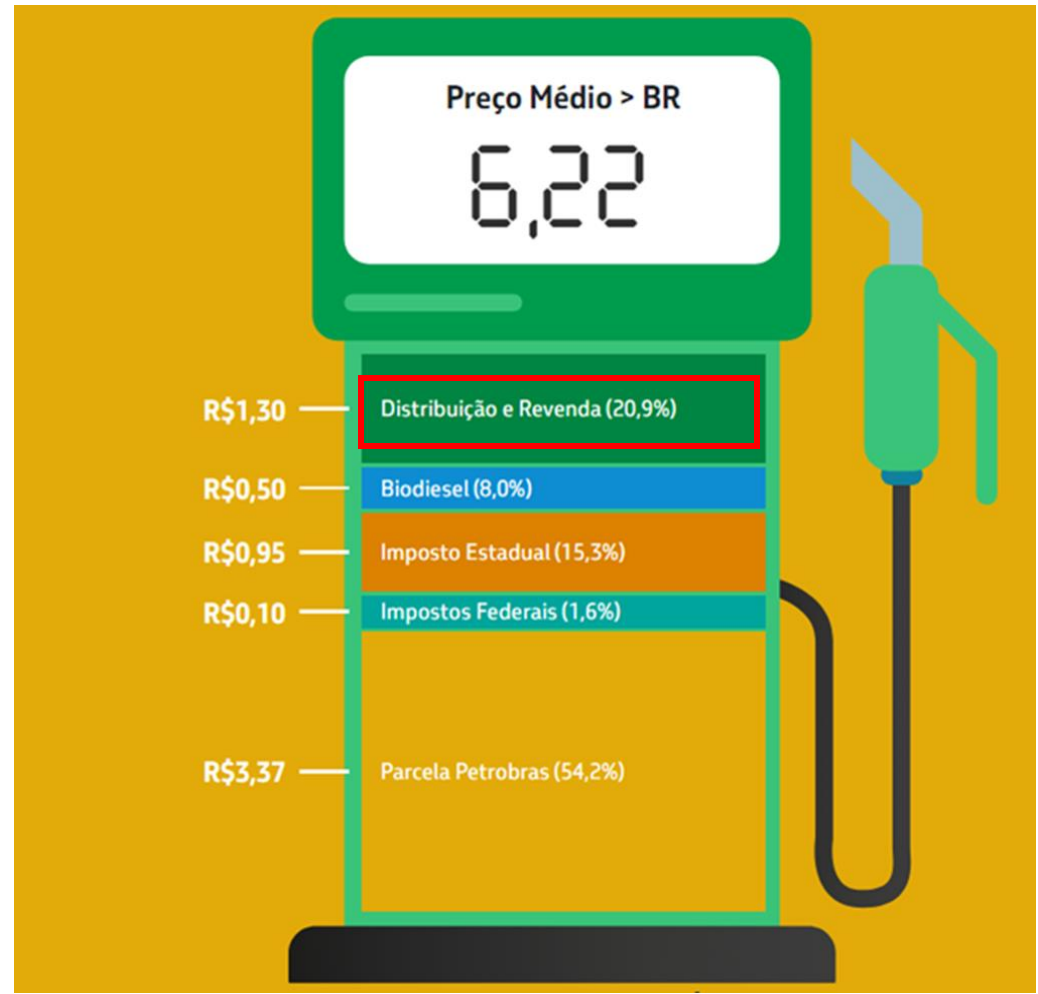 Preço Médio > BR
6,22
R$1,30
Distribuição e Revenda (20,9%)
R$0,50
Biodiesel (8,0%)
R$0,95
Imposto Estadual (15,3%)
R$0,10
Impostos Federais (1,6%)
R$3,37
Parcela Petrobras (54,2%)